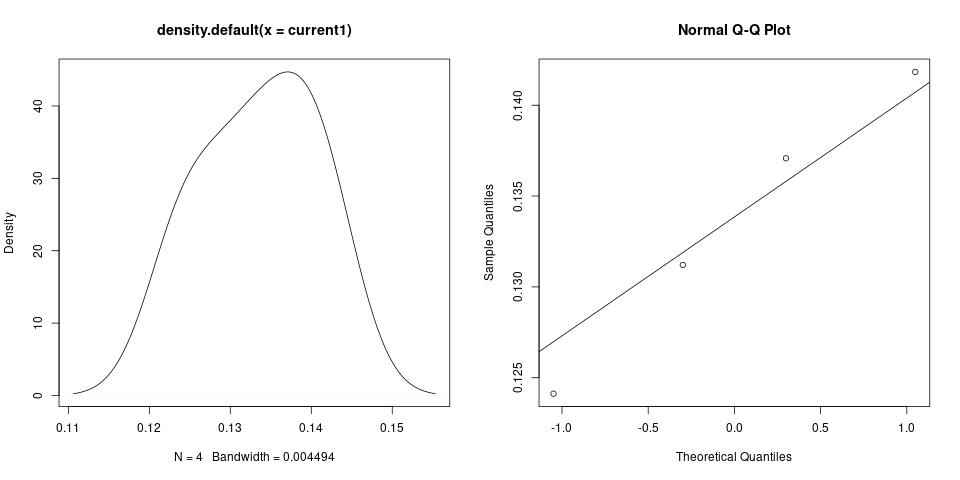 density.default(x = current1)
Density
40
30
20
10
0
0.11 0.12 0.13 0.14 0.15
N = 4 Bandwidth = 0.004494
Normal Q-Q Plot
Sample Quantiles
0.140
0.135
0.130
0.125
-1.0 -0.5 0.0 0.5 1.0
Theoretical Quantiles